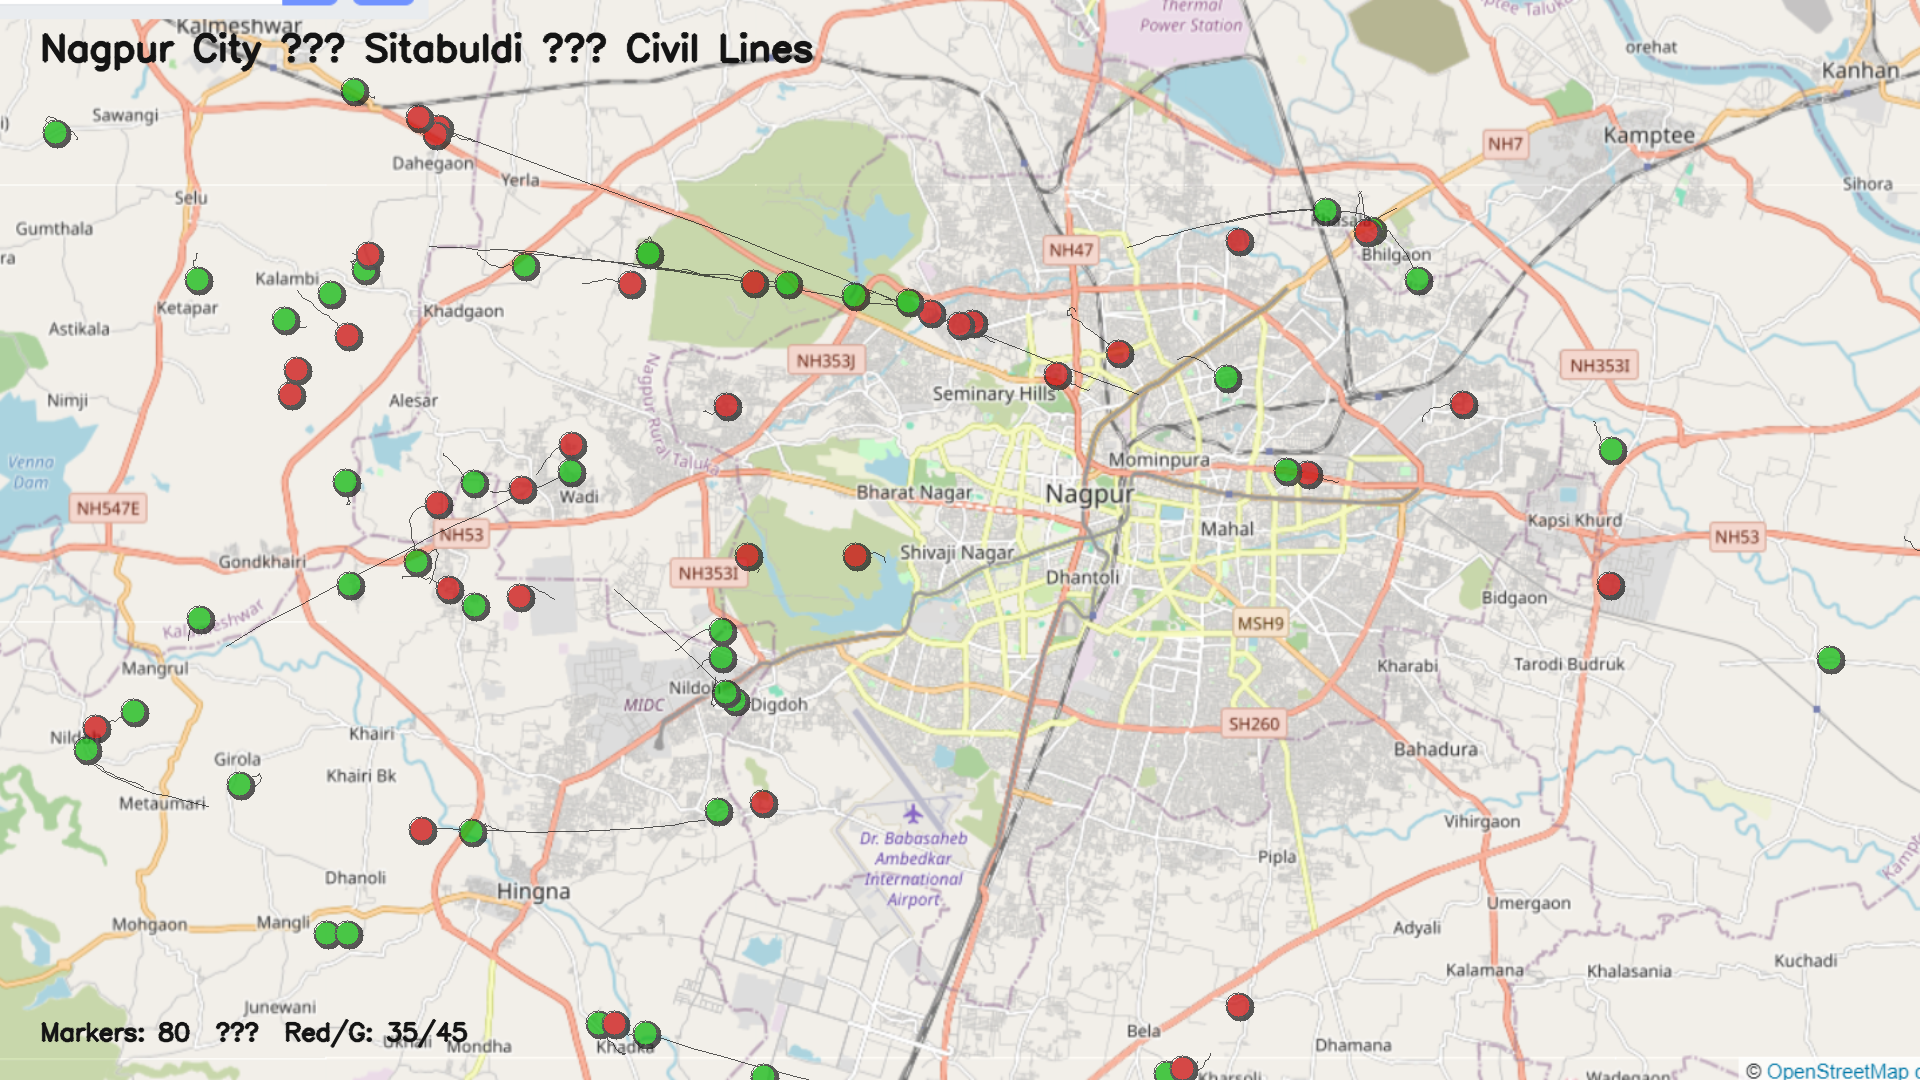 Kalmeshwar
Nagpur City ??? Sitabuldi ??? Civil Lines
Thermal
Power Station
orehat
Kanhan
Sawangi
Kamptee
NH7
Dahegaon
Yerla
Selu
Sihora
Gumthala
NH47
Bhilgaon
Kalambi
Ketapar
Khadgaon
Astikala
NH353J
NH353I
Seminary Hills
Nimji
Alesar
Nagpur Rural Taluka
Mominpura
Venna
Dam
Wadi
Bharat Nagar
Nagpur
NH547E
Kapsi Khurd
Mahal
NH53
NH53
Gondkhairi
Shivaji Nagar
NH353I
Dhantoli
Bidgaon
MSH9
Mangrul
Kharabi
Tarodi Budruk
Nildoh
Digdoh
MIDC
SH260
Khairi
Girola
Bahadura
Khairi Bk
Metaumari
Vihirgaon
Dr. Babasaheb
Ambedkar
International
Airport
Pipla
Dhanoli
Hingna
Umergaon
Mohgaon
Mangli
Adyali
Kalamana
Khalasania
Kuchadi
Junewani
Markers: 80 ??? Red/G: 35/45
Bela
Mondha
Khadka
Dhamana
Kharsoli
Wadegaon
© OpenStreetMap c